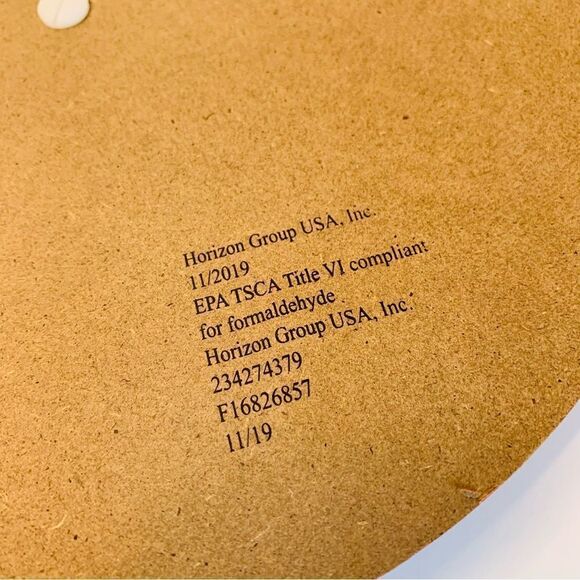 Horizon Group USA, Inc.
11/2019
EPA TSCA Title VI compliant
for formaldehyde
Horizon Group USA, Inc.
234274379
F16826857
11/19